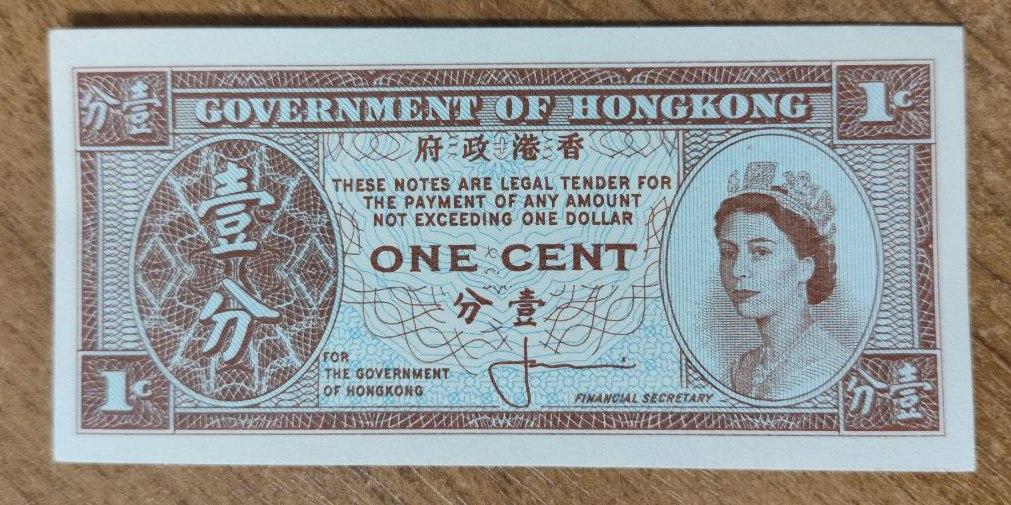 分壹
GOVERNMENT OF HONGKONG
1c
府政港香
THESE NOTES ARE LEGAL TENDER FOR
THE PAYMENT OF ANY AMOUNT
NOT EXCEEDING ONE DOLLAR
ONE CENT
分壹
壹
分
FOR
THE GOVERNMENT
OF HONGKONG
FINANCIAL SECRETARY
1c
分壹